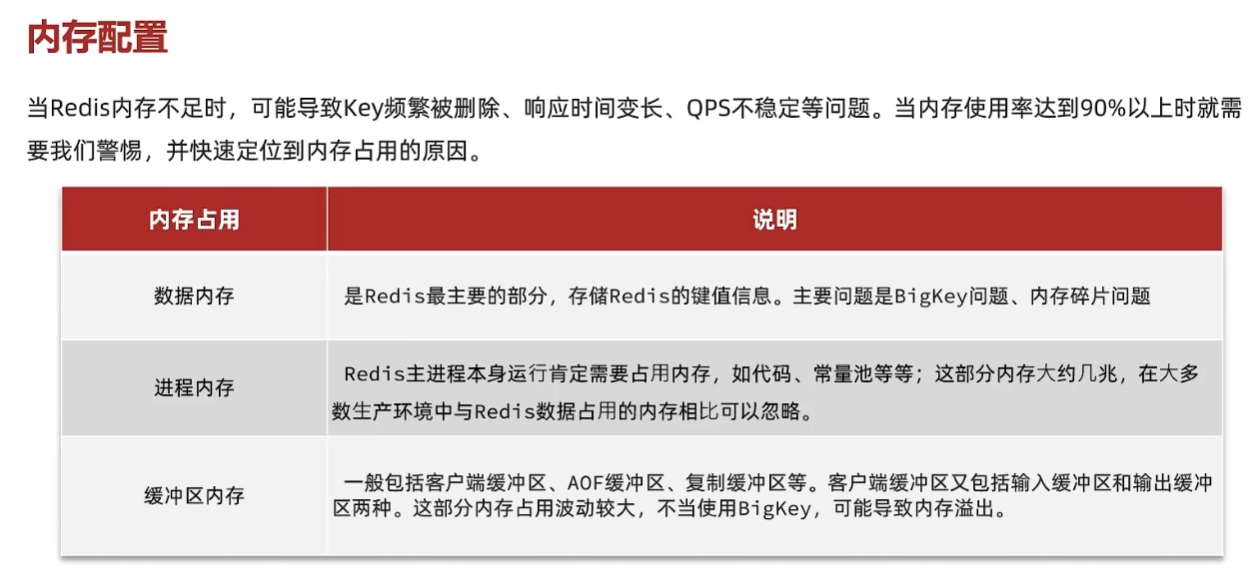 内存配置
当Redis内存不足时，可能导致Key频繁被删除、响应时间变长、QPS不稳定等问题。当内存使用率达到90%以上时就需
要我们警惕，并快速定位到内存占用的原因。
内存占用 说明
数据内存 是Redis最主要的部分，存储Redis的键值信息。主要问题是BigKey问题、内存碎片问题
进程内存 Redis主进程本身运行肯定需要占用内存，如代码、常量池等等；这部分内存大约几兆，在大多
数生产环境中与Redis数据占用的内存相比可以忽略。
缓冲区内存 一般包括客户端缓冲区、AOF缓冲区、复制缓冲区等。客户端缓冲区又包括输入缓冲区和输出缓冲
区两种。这部分内存占用波动较大，不当使用BigKey，可能导致内存溢出。